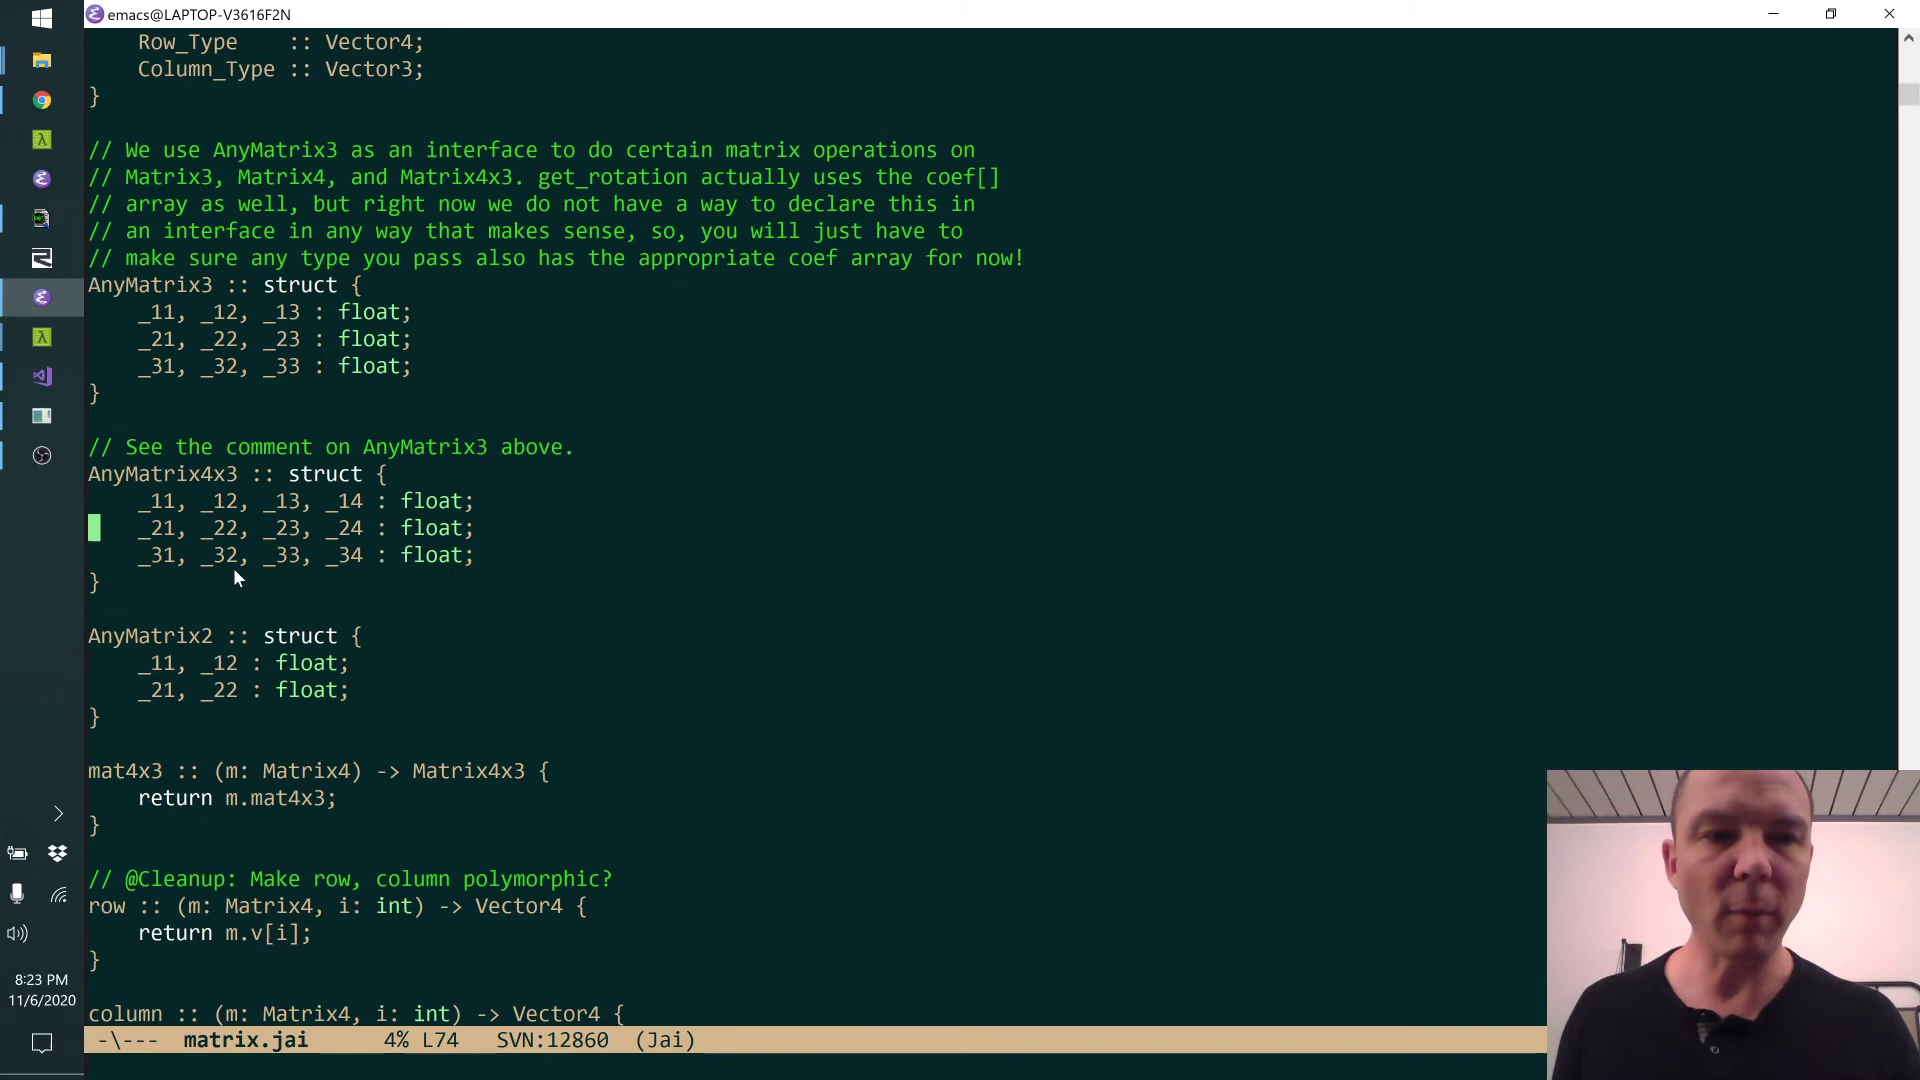 emacs@LAPTOP-V3616F2N
    Row_Type    :: Vector4;
    Column_Type :: Vector3;
}
// We use AnyMatrix3 as an interface to do certain matrix operations on
// Matrix3, Matrix4, and Matrix4x3. get_rotation actually uses the coef[]
// array as well, but right now we do not have a way to declare this in
// an interface in any way that makes sense, so, you will just have to
// make sure any type you pass also has the appropriate coef array for now!
AnyMatrix3 :: struct {
    _11, _12, _13 : float;
    _21, _22, _23 : float;
    _31, _32, _33 : float;
}
// See the comment on AnyMatrix3 above.
AnyMatrix4x3 :: struct {
    _11, _12, _13, _14 : float;
    _21, _22, _23, _24 : float;
    _31, _32, _33, _34 : float;
}
AnyMatrix2 :: struct {
    _11, _12 : float;
    _21, _22 : float;
}
mat4x3 :: (m: Matrix4) -> Matrix4x3 {
    return m.mat4x3;
}
// @Cleanup: Make row, column polymorphic?
row :: (m: Matrix4, i: int) -> Vector4 {
    return m.v[i];
}
column :: (m: Matrix4, i: int) -> Vector4 {
-\--- matrix.jai 4% L74 SVN:12860 (Jai)
8:23 PM
11/6/2020